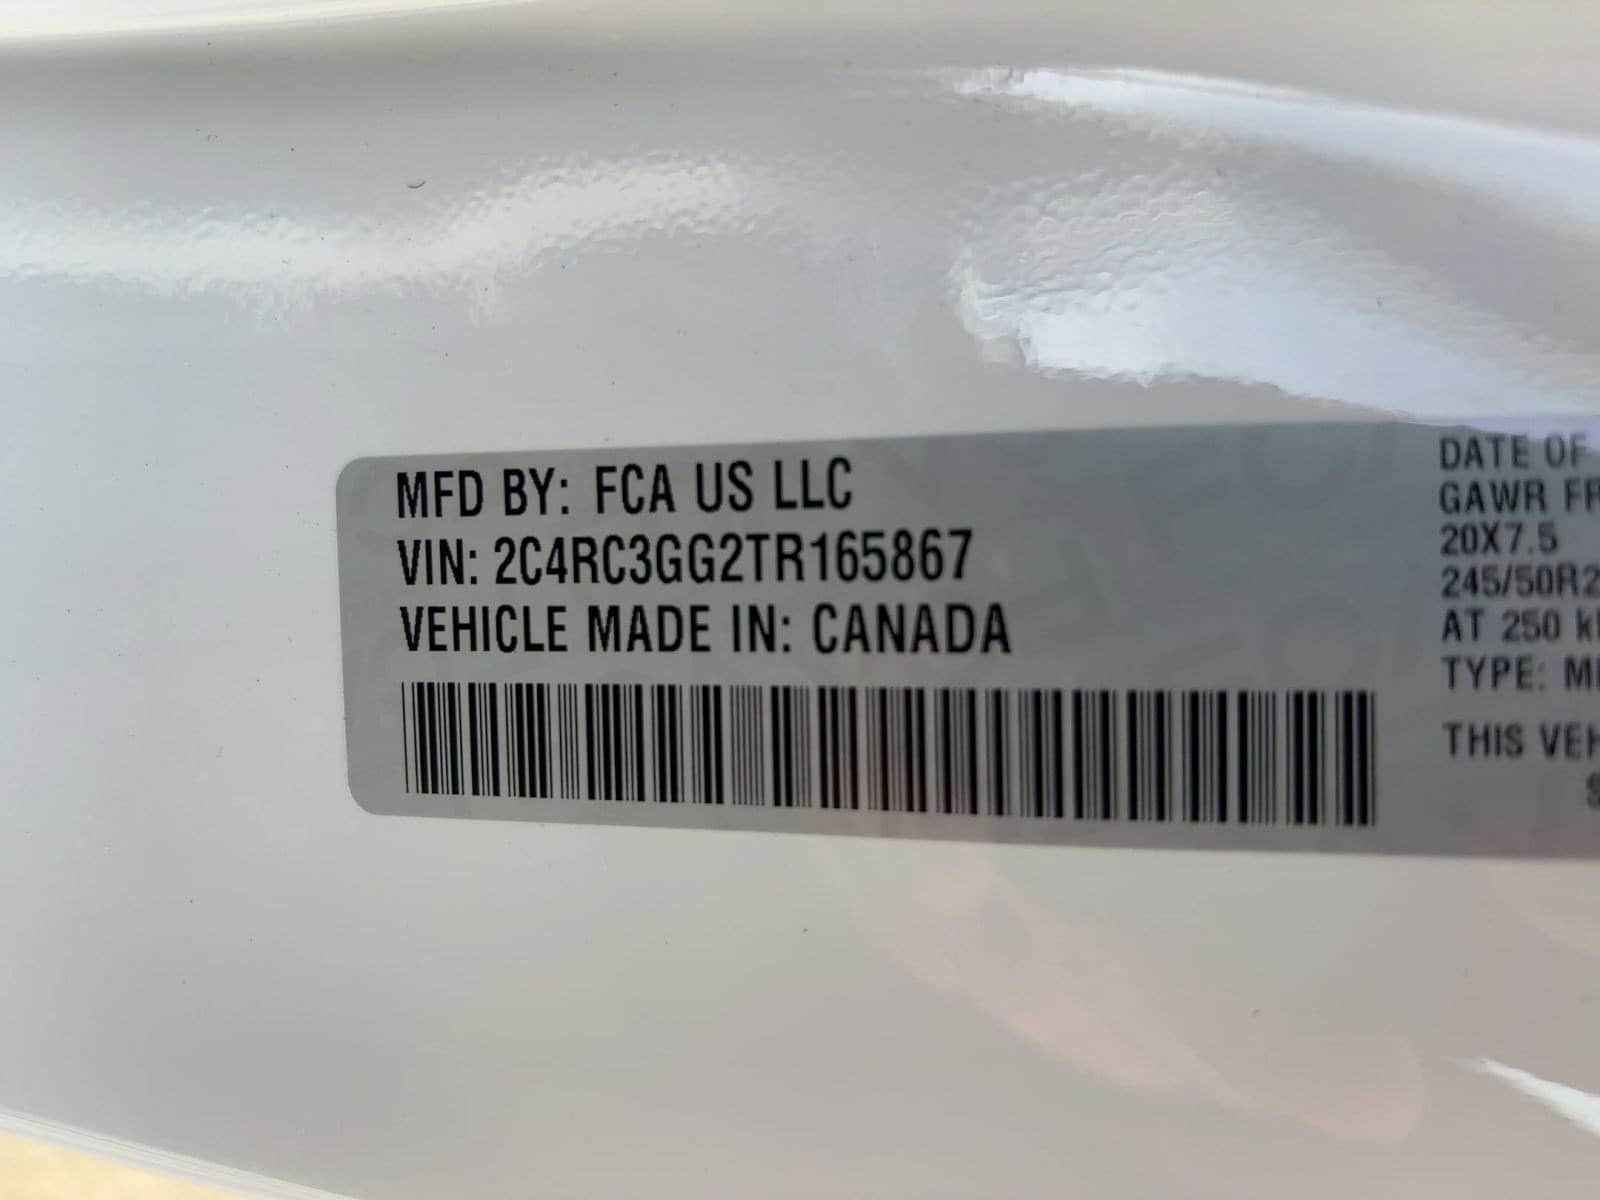 MFD BY: FCA US LLC
VIN: 2C4RC3GG2TR165867
VEHICLE MADE IN: CANADA
DATE OF
GAWR
20X7.5
AT 250
TYPE:
THIS